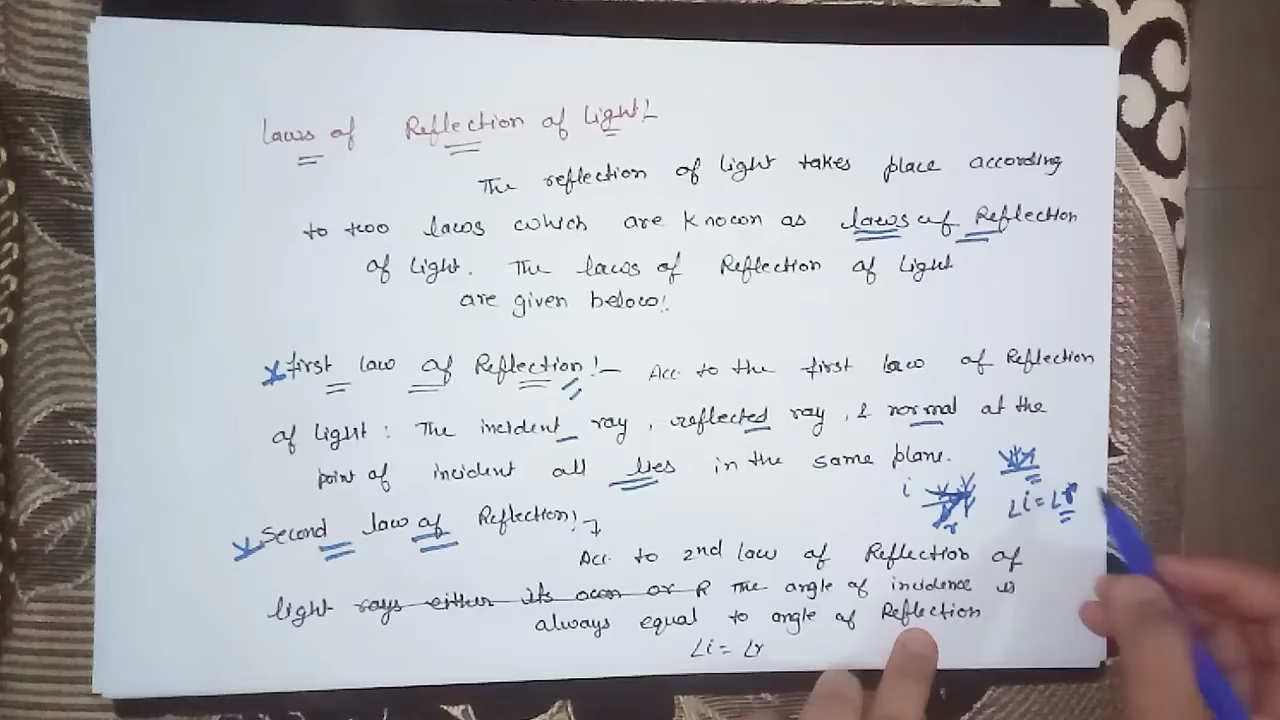 Laws of Reflection of Light!
The reflection of light takes place according
to two laws which are known as laws of Reflection
of light. The laws of Reflection of Light
are given below!
First law of Reflection!– Acc. to the first law of Reflection
of light: The incident ray, reflected ray, & normal at the
point of incident all lies in the same plane.
i
r
∠i=∠r
Second law of Reflection!→
Acc. to 2nd law of Reflection of
light rays either its own or R The angle of incidence is
always equal to angle of Reflection
∠i=∠r